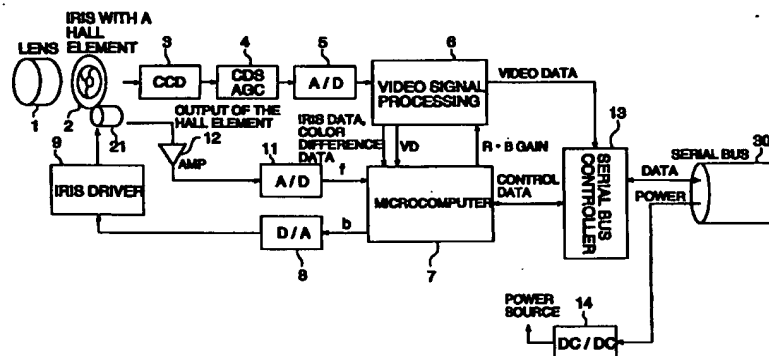 IRIS WITH A
HALL
ELEMENT
LENS
1
2
21
3
CCD
4
CDS
AGC
5
A/D
6
VIDEO SIGNAL
PROCESSING
VIDEO DATA
OUTPUT OF THE
HALL ELEMENT
12
AMP
IRIS DATA,
COLOR
DIFFERENCE
DATA
VD
R・B GAIN
13
SERIAL BUS
CONTROLLER
SERIAL BUS
30
DATA
POWER
9
IRIS DRIVER
11
A/D
f
MICROCOMPUTER
7
CONTROL
DATA
D/A
8
b
POWER
SOURCE
14
DC/DC